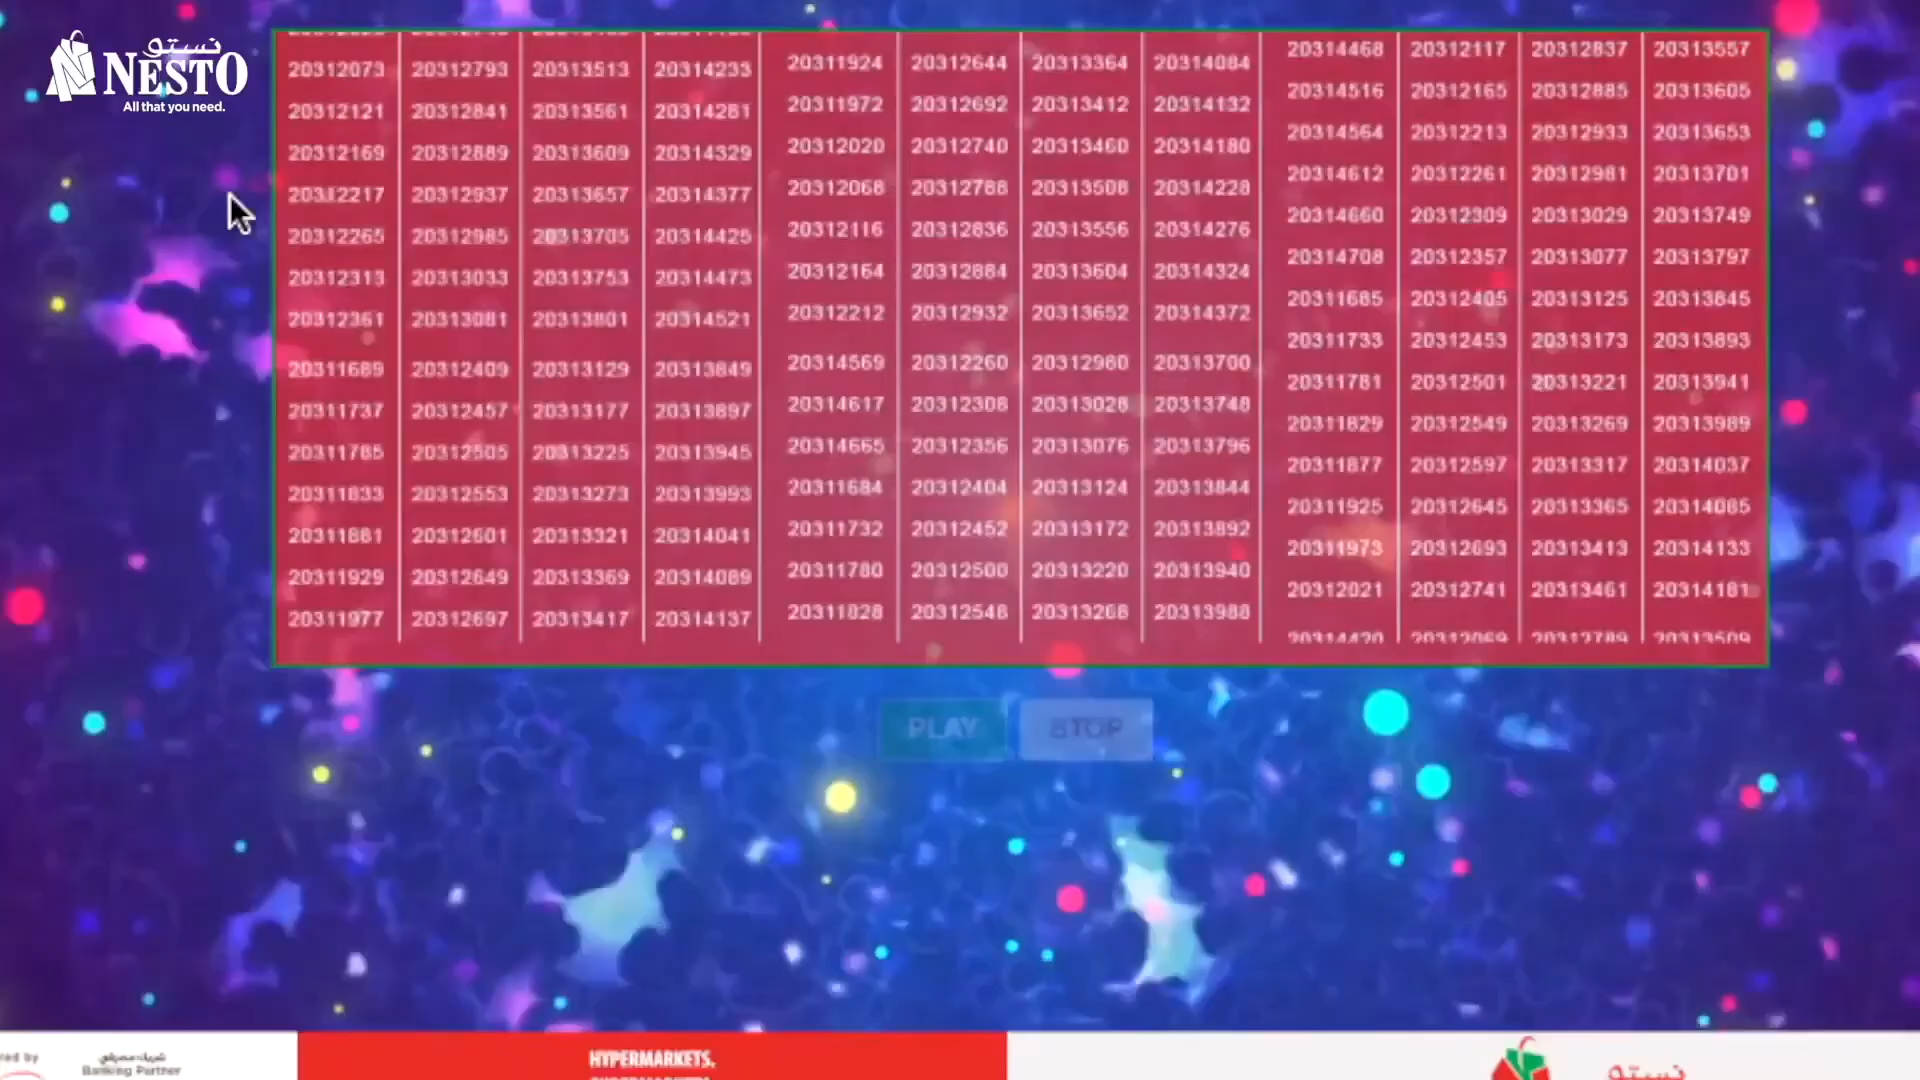 نستو
NESTO
All that you need.
20312073 20312793 20313513 20314233
20312121 20312841 20313561 20314281
20312169 20312889 20313609 20314329
20312217 20312937 20313657 20314377
20312265 20312985 20313705 20314425
20312313 20313033 20313753 20314473
20312361 20313081 20313801 20314521
20311689 20312409 20313129 20313849
20311737 20312457 20313177 20313897
20311785 20312505 20313225 20313945
20311833 20312553 20313273 20313993
20311881 20312601 20313321 20314041
20311929 20312649 20313369 20314089
20311977 20312697 20313417 20314137
20311924 20312644 20313364 20314084
20311972 20312692 20313412 20314132
20312020 20312740 20313460 20314180
20312068 20312788 20313508 20314228
20312116 20312836 20313556 20314276
20312164 20312884 20313604 20314324
20312212 20312932 20313652 20314372
20314569 20312260 20312980 20313700
20314617 20312308 20313028 20313748
20314665 20312356 20313076 20313796
20311684 20312404 20313124 20313844
20311732 20312452 20313172 20313892
20311780 20312500 20313220 20313940
20311828 20312548 20313268 20313988
20314468 20312117 20312837 20313557
20314516 20312165 20312885 20313605
20314564 20312213 20312933 20313653
20314612 20312261 20312981 20313701
20314660 20312309 20313029 20313749
20314708 20312357 20313077 20313797
20311685 20312405 20313125 20313845
20311733 20312453 20313173 20313893
20311781 20312501 20313221 20313941
20311829 20312549 20313269 20313989
20311877 20312597 20313317 20314037
20311925 20312645 20313365 20314085
20311973 20312693 20313413 20314133
20312021 20312741 20313461 20314181
20314420 20312069 20312789 20313509
PLAY STOP
by
Banking Partner
HYPERMARKETS.
نستو